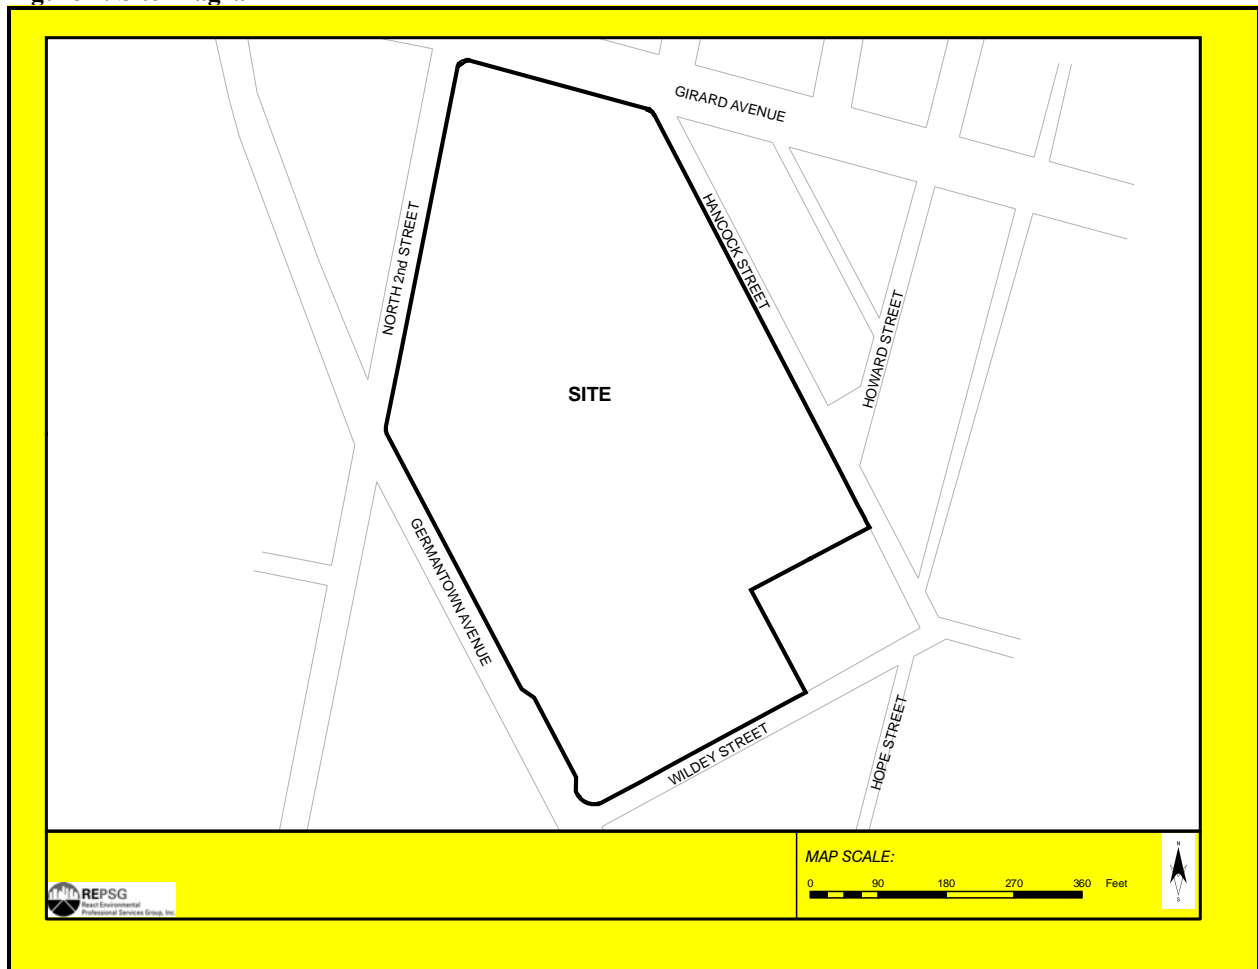 GIRARD AVENUE
HANCOCK STREET
NORTH 2nd STREET
HOWARD STREET
SITE
GERMANTOWN AVENUE
WILDEY STREET
HOPE STREET
MAP SCALE:
0 90 180 270 360 Feet
N
S
REPSG
React Environmental
Professional Services Group, Inc.